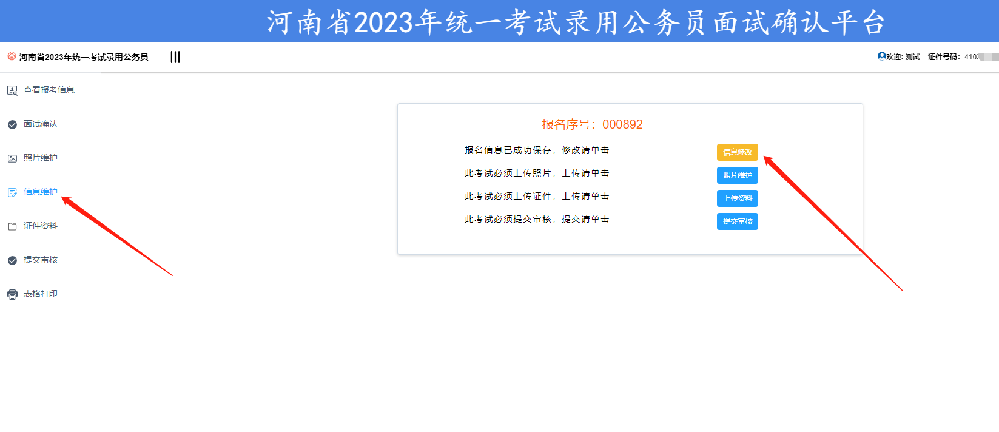 河南省2023年统一考试录用公务员面试确认平台
河南省2023年统一考试录用公务员
欢迎: 测试 证件号码: 4102
查看报考信息
面试确认
照片维护
信息维护
证件资料
提交审核
表格打印
报名序号：000892
报名信息已成功保存，修改请单击 信息修改
此考试必须上传照片，上传请单击 照片维护
此考试必须上传证件，上传请单击 上传资料
此考试必须提交审核，提交请单击 提交审核